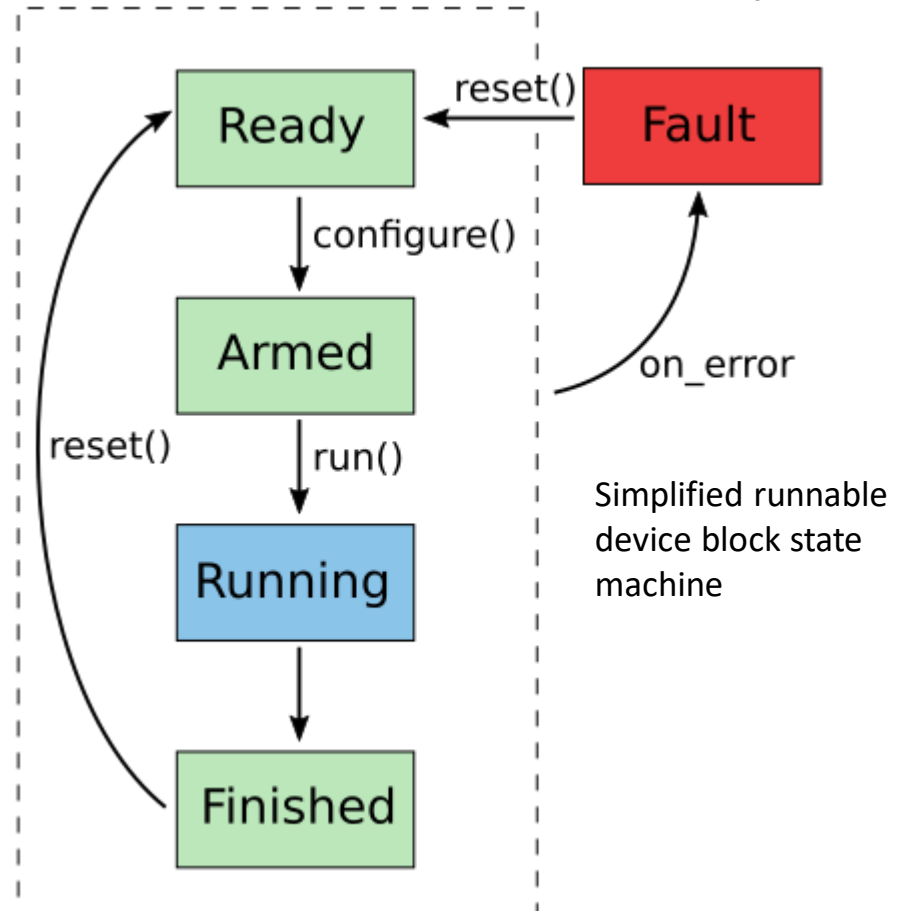 reset()
Ready
Fault
configure()
Armed
on_error
reset()
run()
Simplified runnable
device block state
machine
Running
Finished